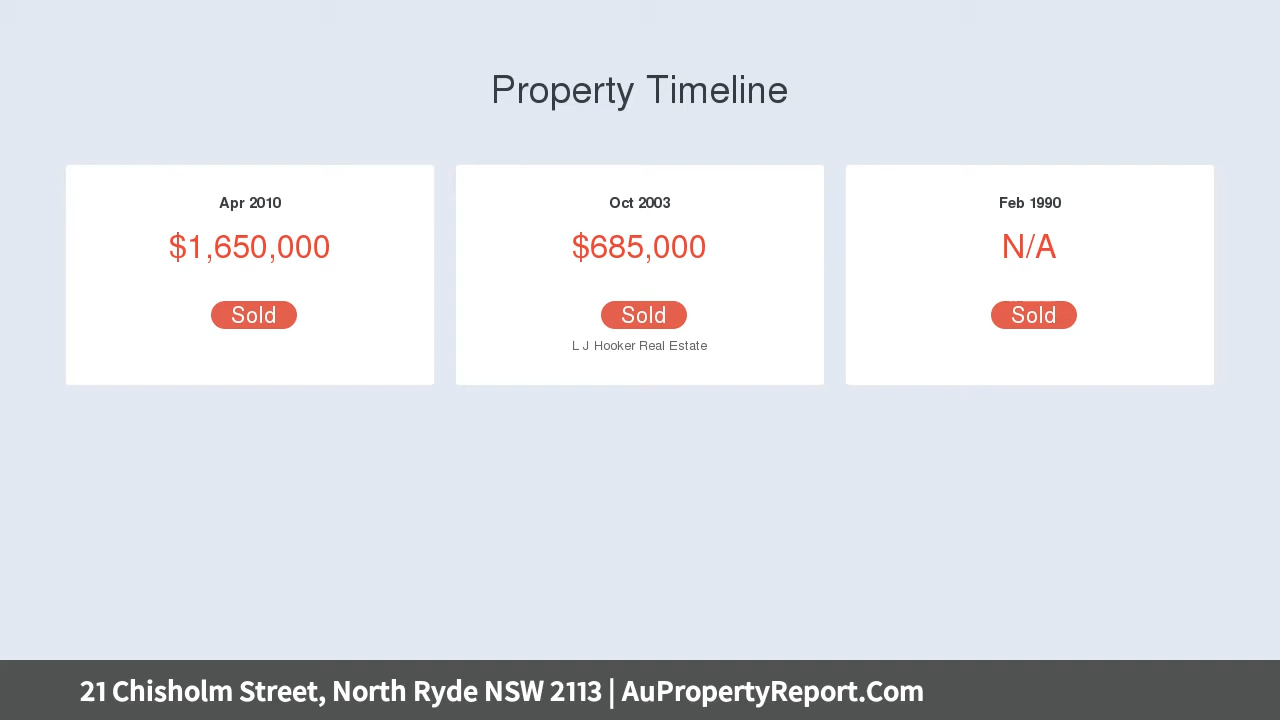 Property Timeline
Apr 2010
$1,650,000
Sold
Oct 2003
$685,000
Sold
L J Hooker Real Estate
Feb 1990
N/A
Sold
21 Chisholm Street, North Ryde NSW 2113 | AuPropertyReport.Com